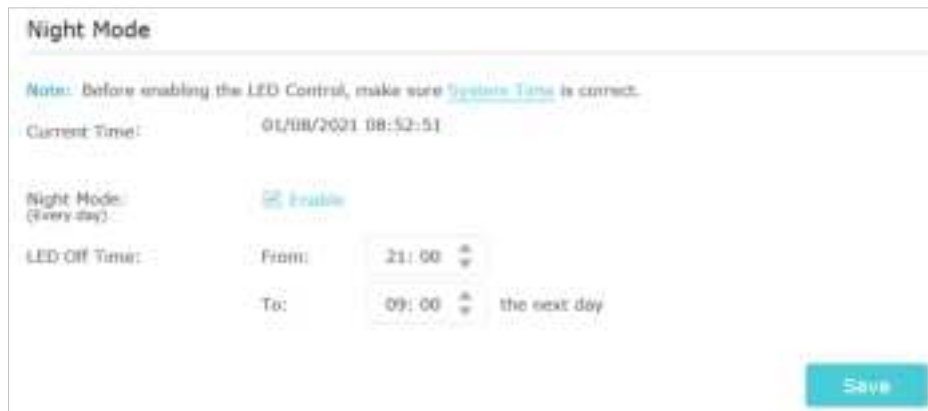 Night Mode
Note: Before enabling the LED Control, make sure System Time is correct.
Current Time: 01/08/2021 08:52:51
Night Mode: Enable
(Every day)
LED Off Time: From: 21: 00
To: 09: 00 the next day
Save